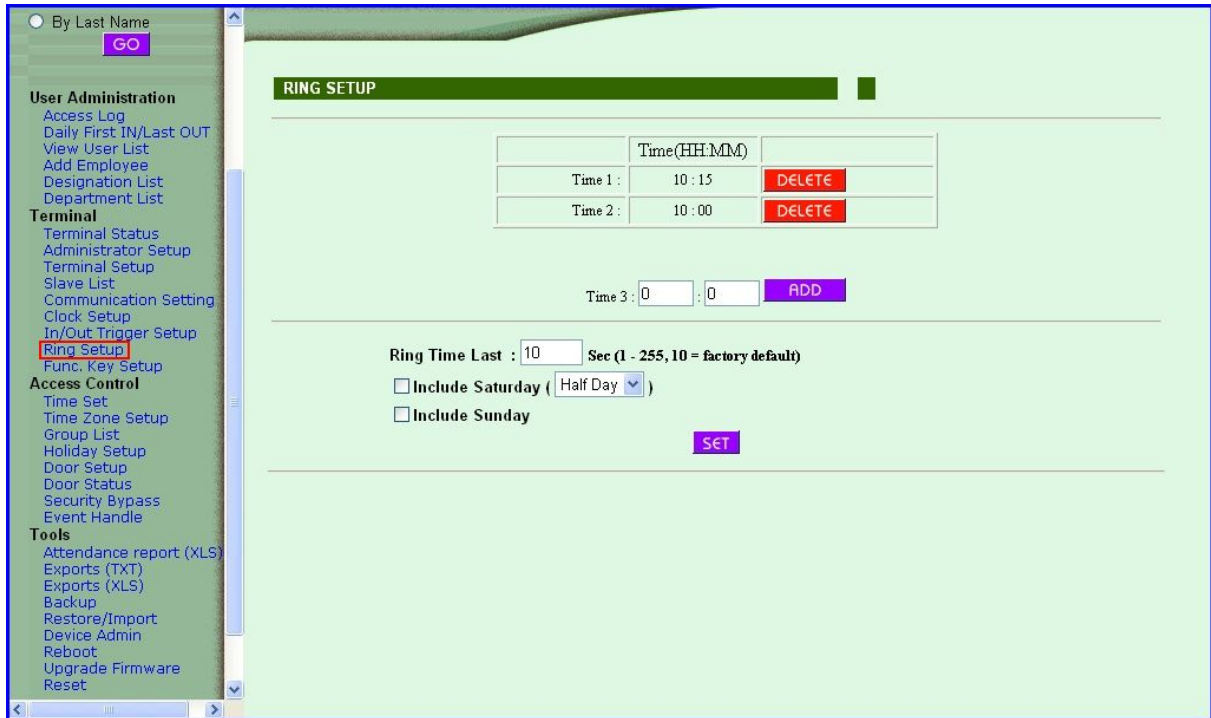 By Last Name
GO
User Administration
Access Log
Daily First IN/Last OUT
View User List
Add Employee
Designation List
Department List
Terminal
Terminal Status
Administrator Setup
Terminal Setup
Slave List
Communication Setting
Clock Setup
In/Out Trigger Setup
Ring Setup
Func. Key Setup
Access Control
Time Set
Time Zone Setup
Group List
Holiday Setup
Door Setup
Door Status
Security Bypass
Event Handle
Tools
Attendance report (XLS)
Exports (TXT)
Exports (XLS)
Backup
Restore/Import
Device Admin
Reboot
Upgrade Firmware
Reset
RING SETUP
Time(HH:MM)
Time 1 : 10 : 15 DELETE
Time 2 : 10 : 00 DELETE
Time 3 : 0 : 0 ADD
Ring Time Last : 10 Sec (1 - 255, 10 = factory default)
Include Saturday ( Half Day )
Include Sunday
SET